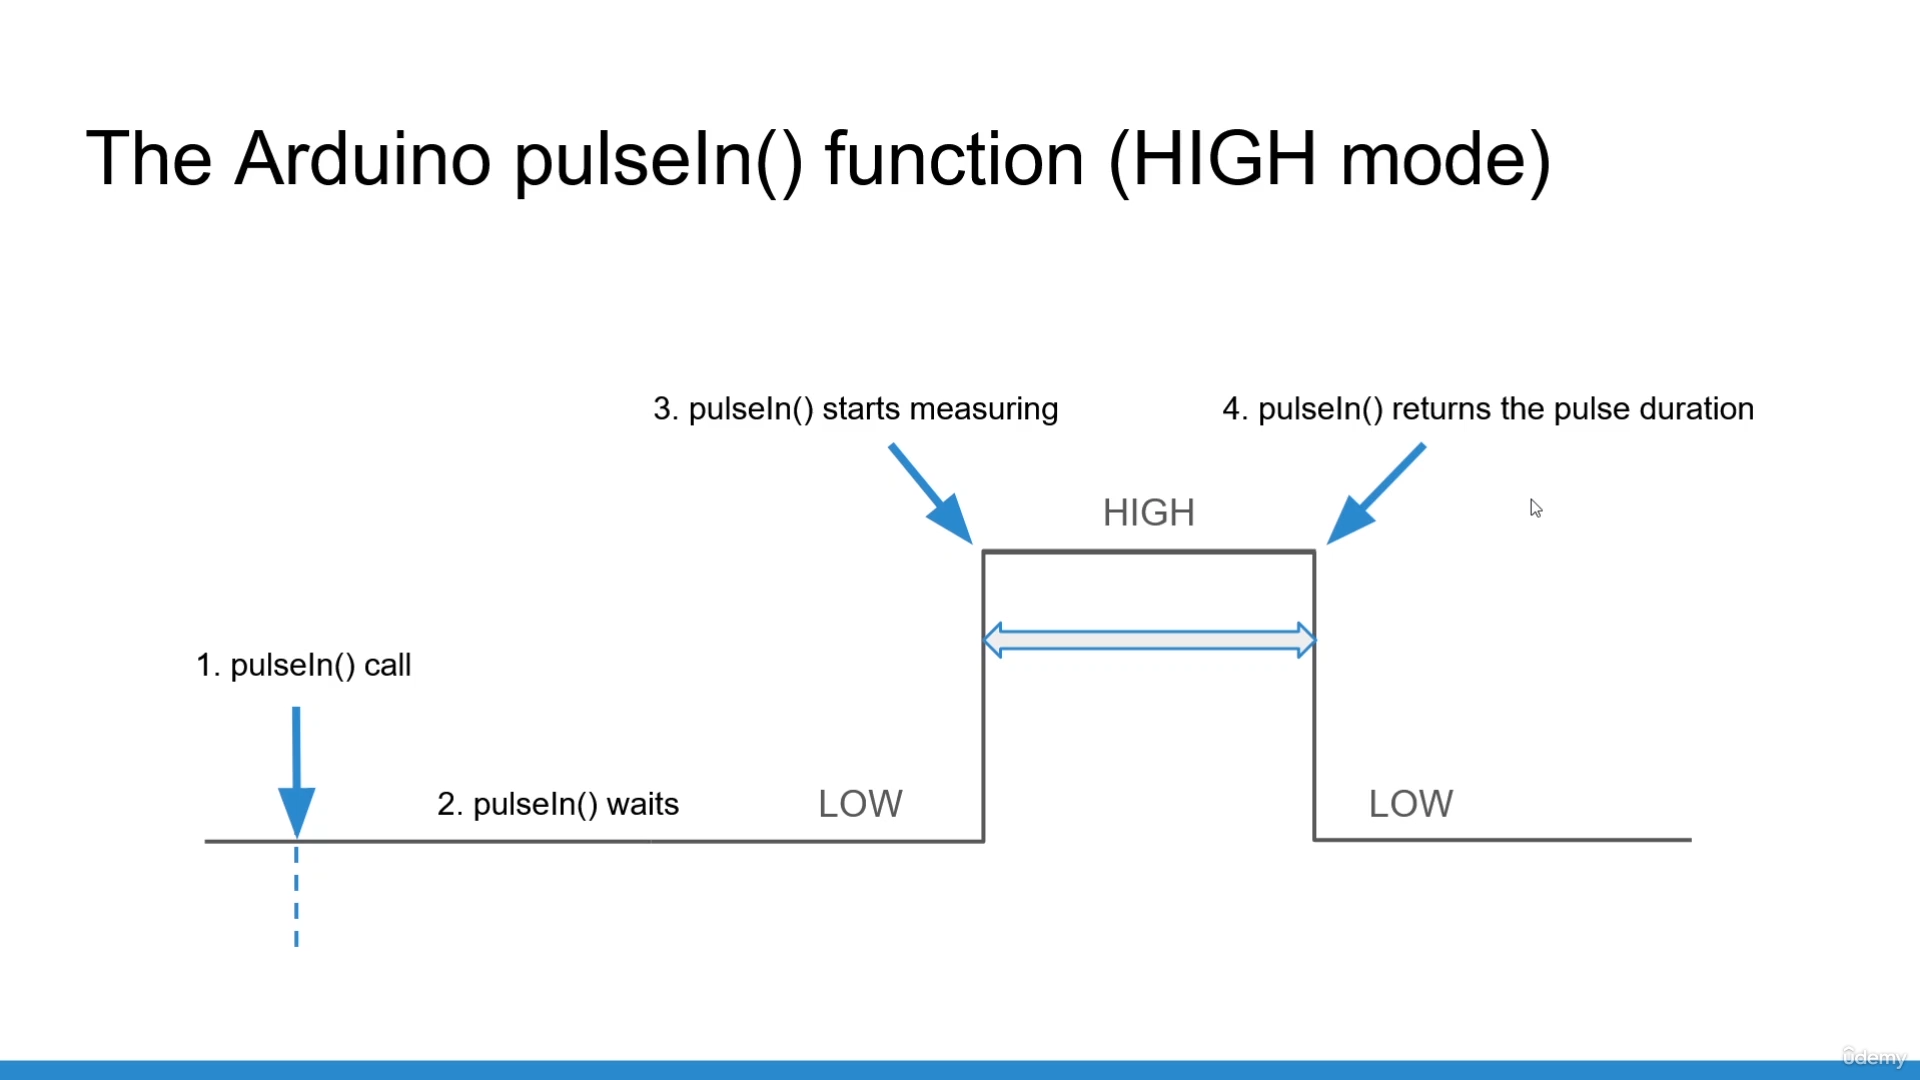 The Arduino pulseIn() function (HIGH mode)
3. pulseIn() starts measuring
4. pulseIn() returns the pulse duration
HIGH
1. pulseIn() call
2. pulseIn() waits
LOW
LOW
ûdemy